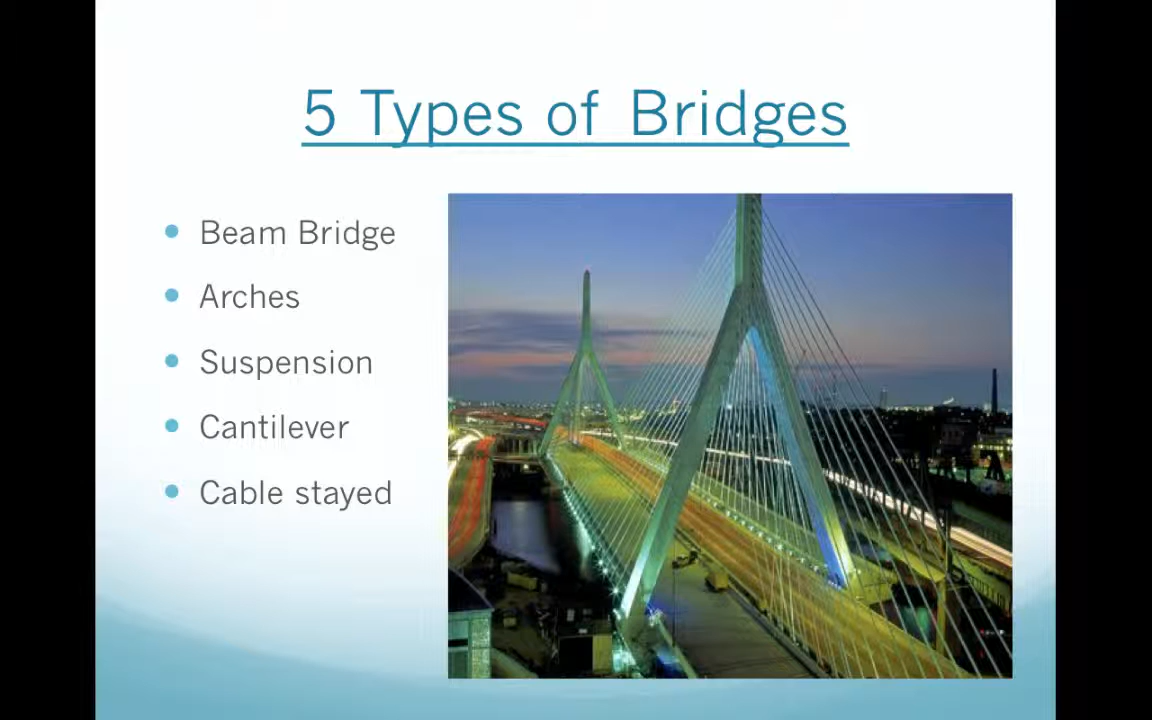 5 Types of Bridges
Beam Bridge
Arches
Suspension
Cantilever
Cable stayed